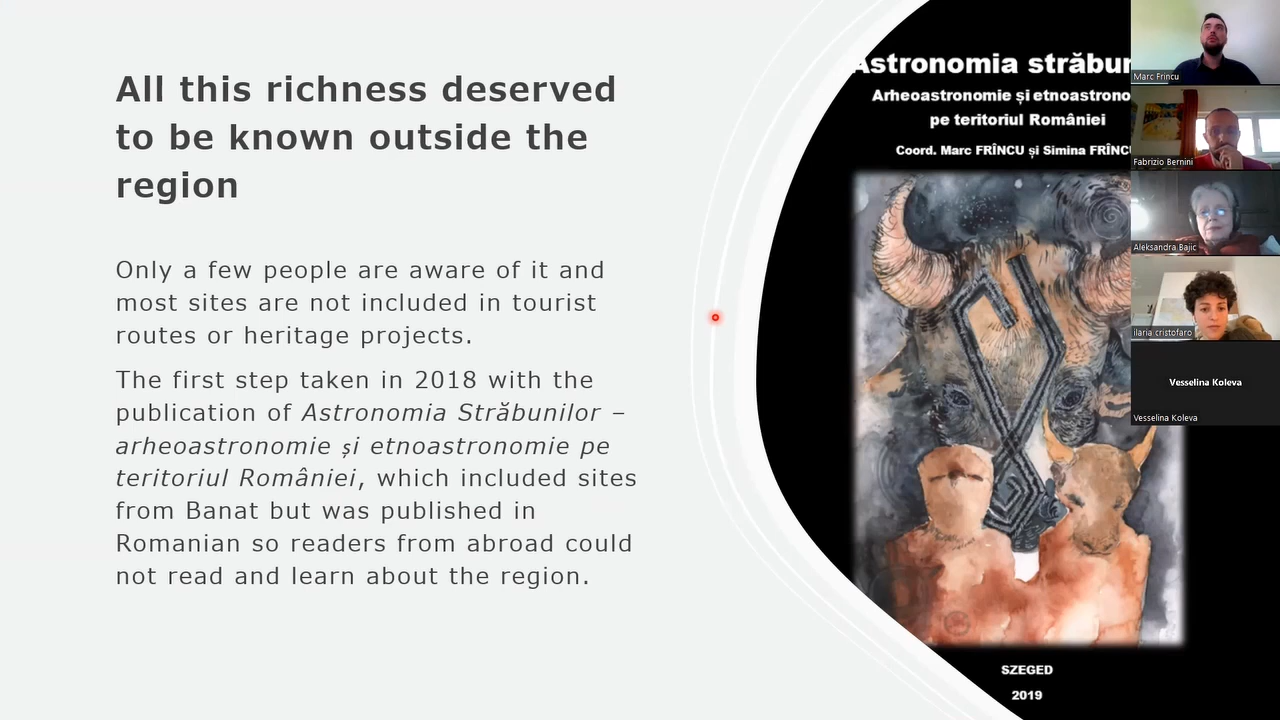 All this richness deserved
to be known outside the
region
Only a few people are aware of it and
most sites are not included in tourist
routes or heritage projects.
The first step taken in 2018 with the
publication of Astronomia Străbunilor –
arheoastronomie și etnoastronomie pe
teritoriul României, which included sites
from Banat but was published in
Romanian so readers from abroad could
not read and learn about the region.
Astronomia străbun
Arheoastronomie și etnoastrono
pe teritoriul României
Coord. Marc FRÎNCU și Simina FRÎNCU
SZEGED
2019
Marc Frincu
Fabrizio Bernini
Aleksandra Bajic
ilaria cristofaro
Vesselina Koleva
Vesselina Koleva